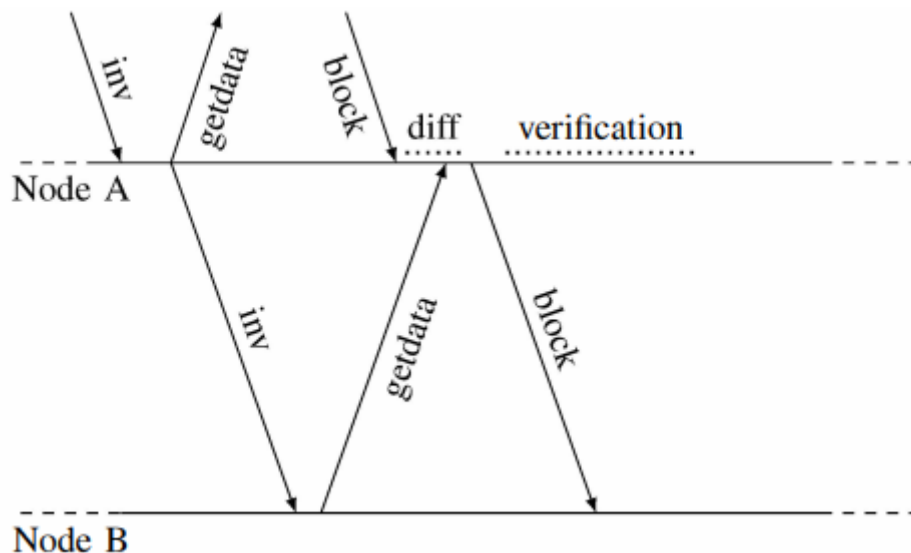 inv
getdata
block
diff
verification
Node A
inv
getdata
block
Node B